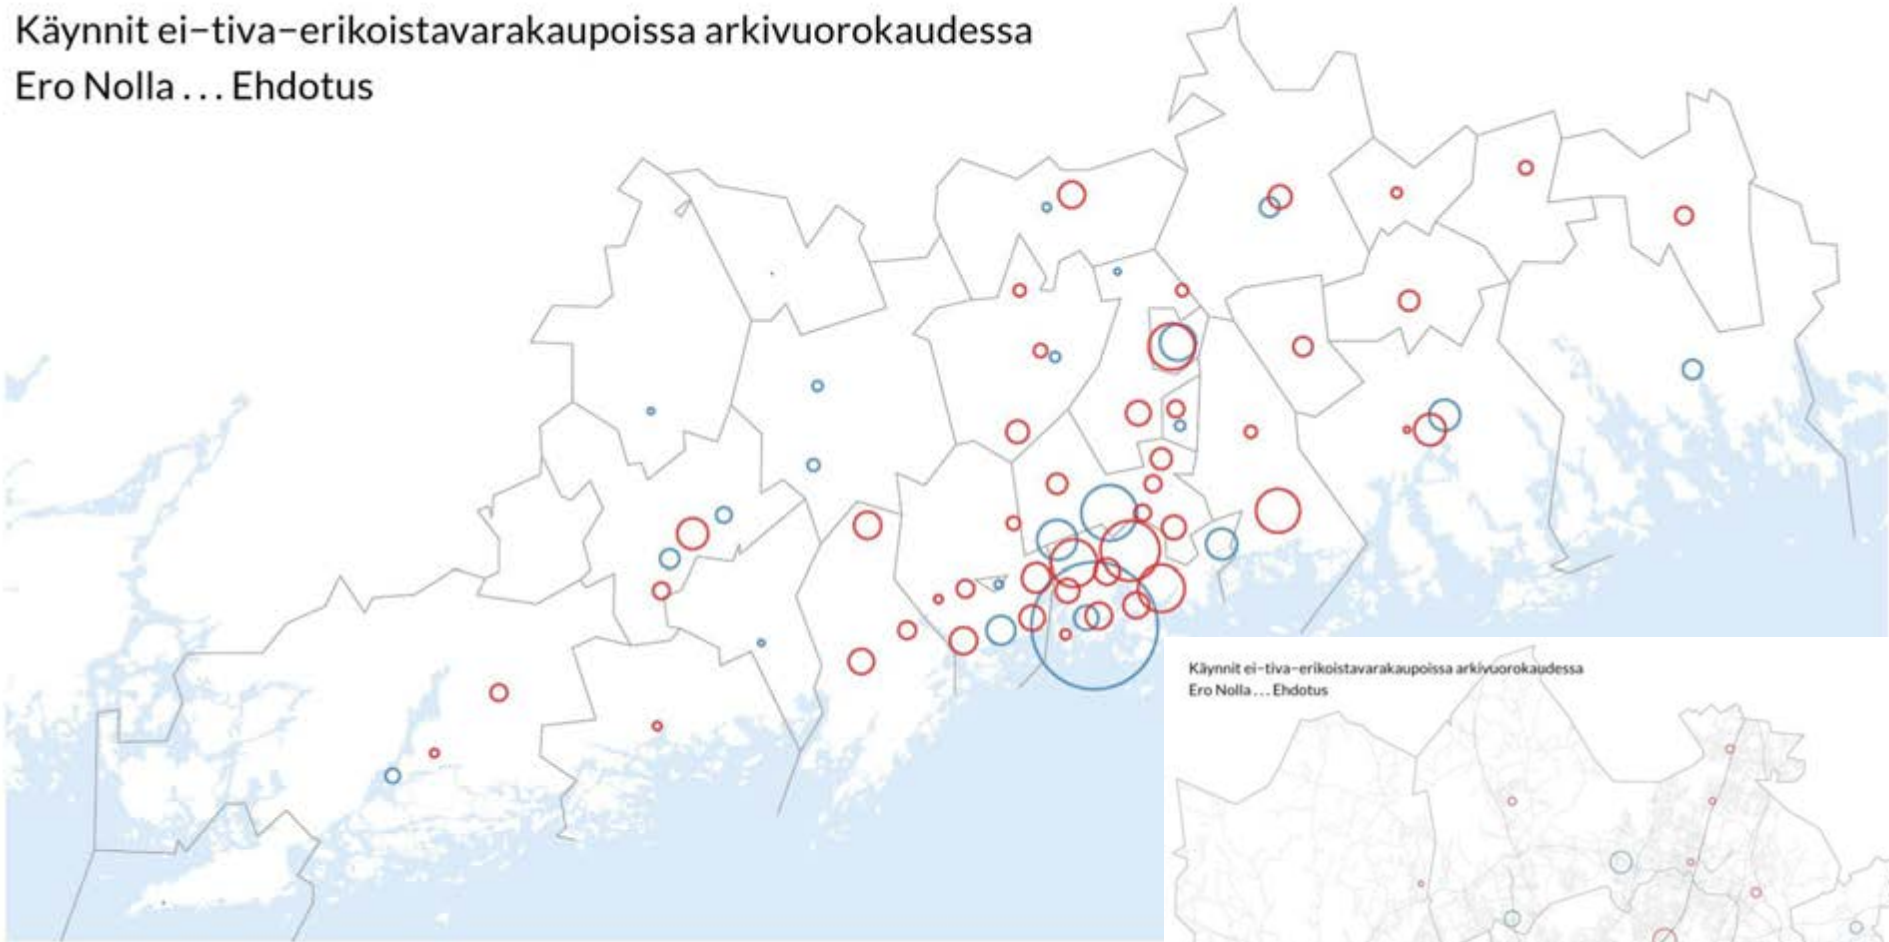 Käynnit ei−tiva−erikoistavarakaupoissa arkivuorokaudessa
Ero Nolla . . . Ehdotus
Käynnit ei−tiva−erikoistavarakaupoissa arkivuorokaudessa
Ero Nolla . . . Ehdotus